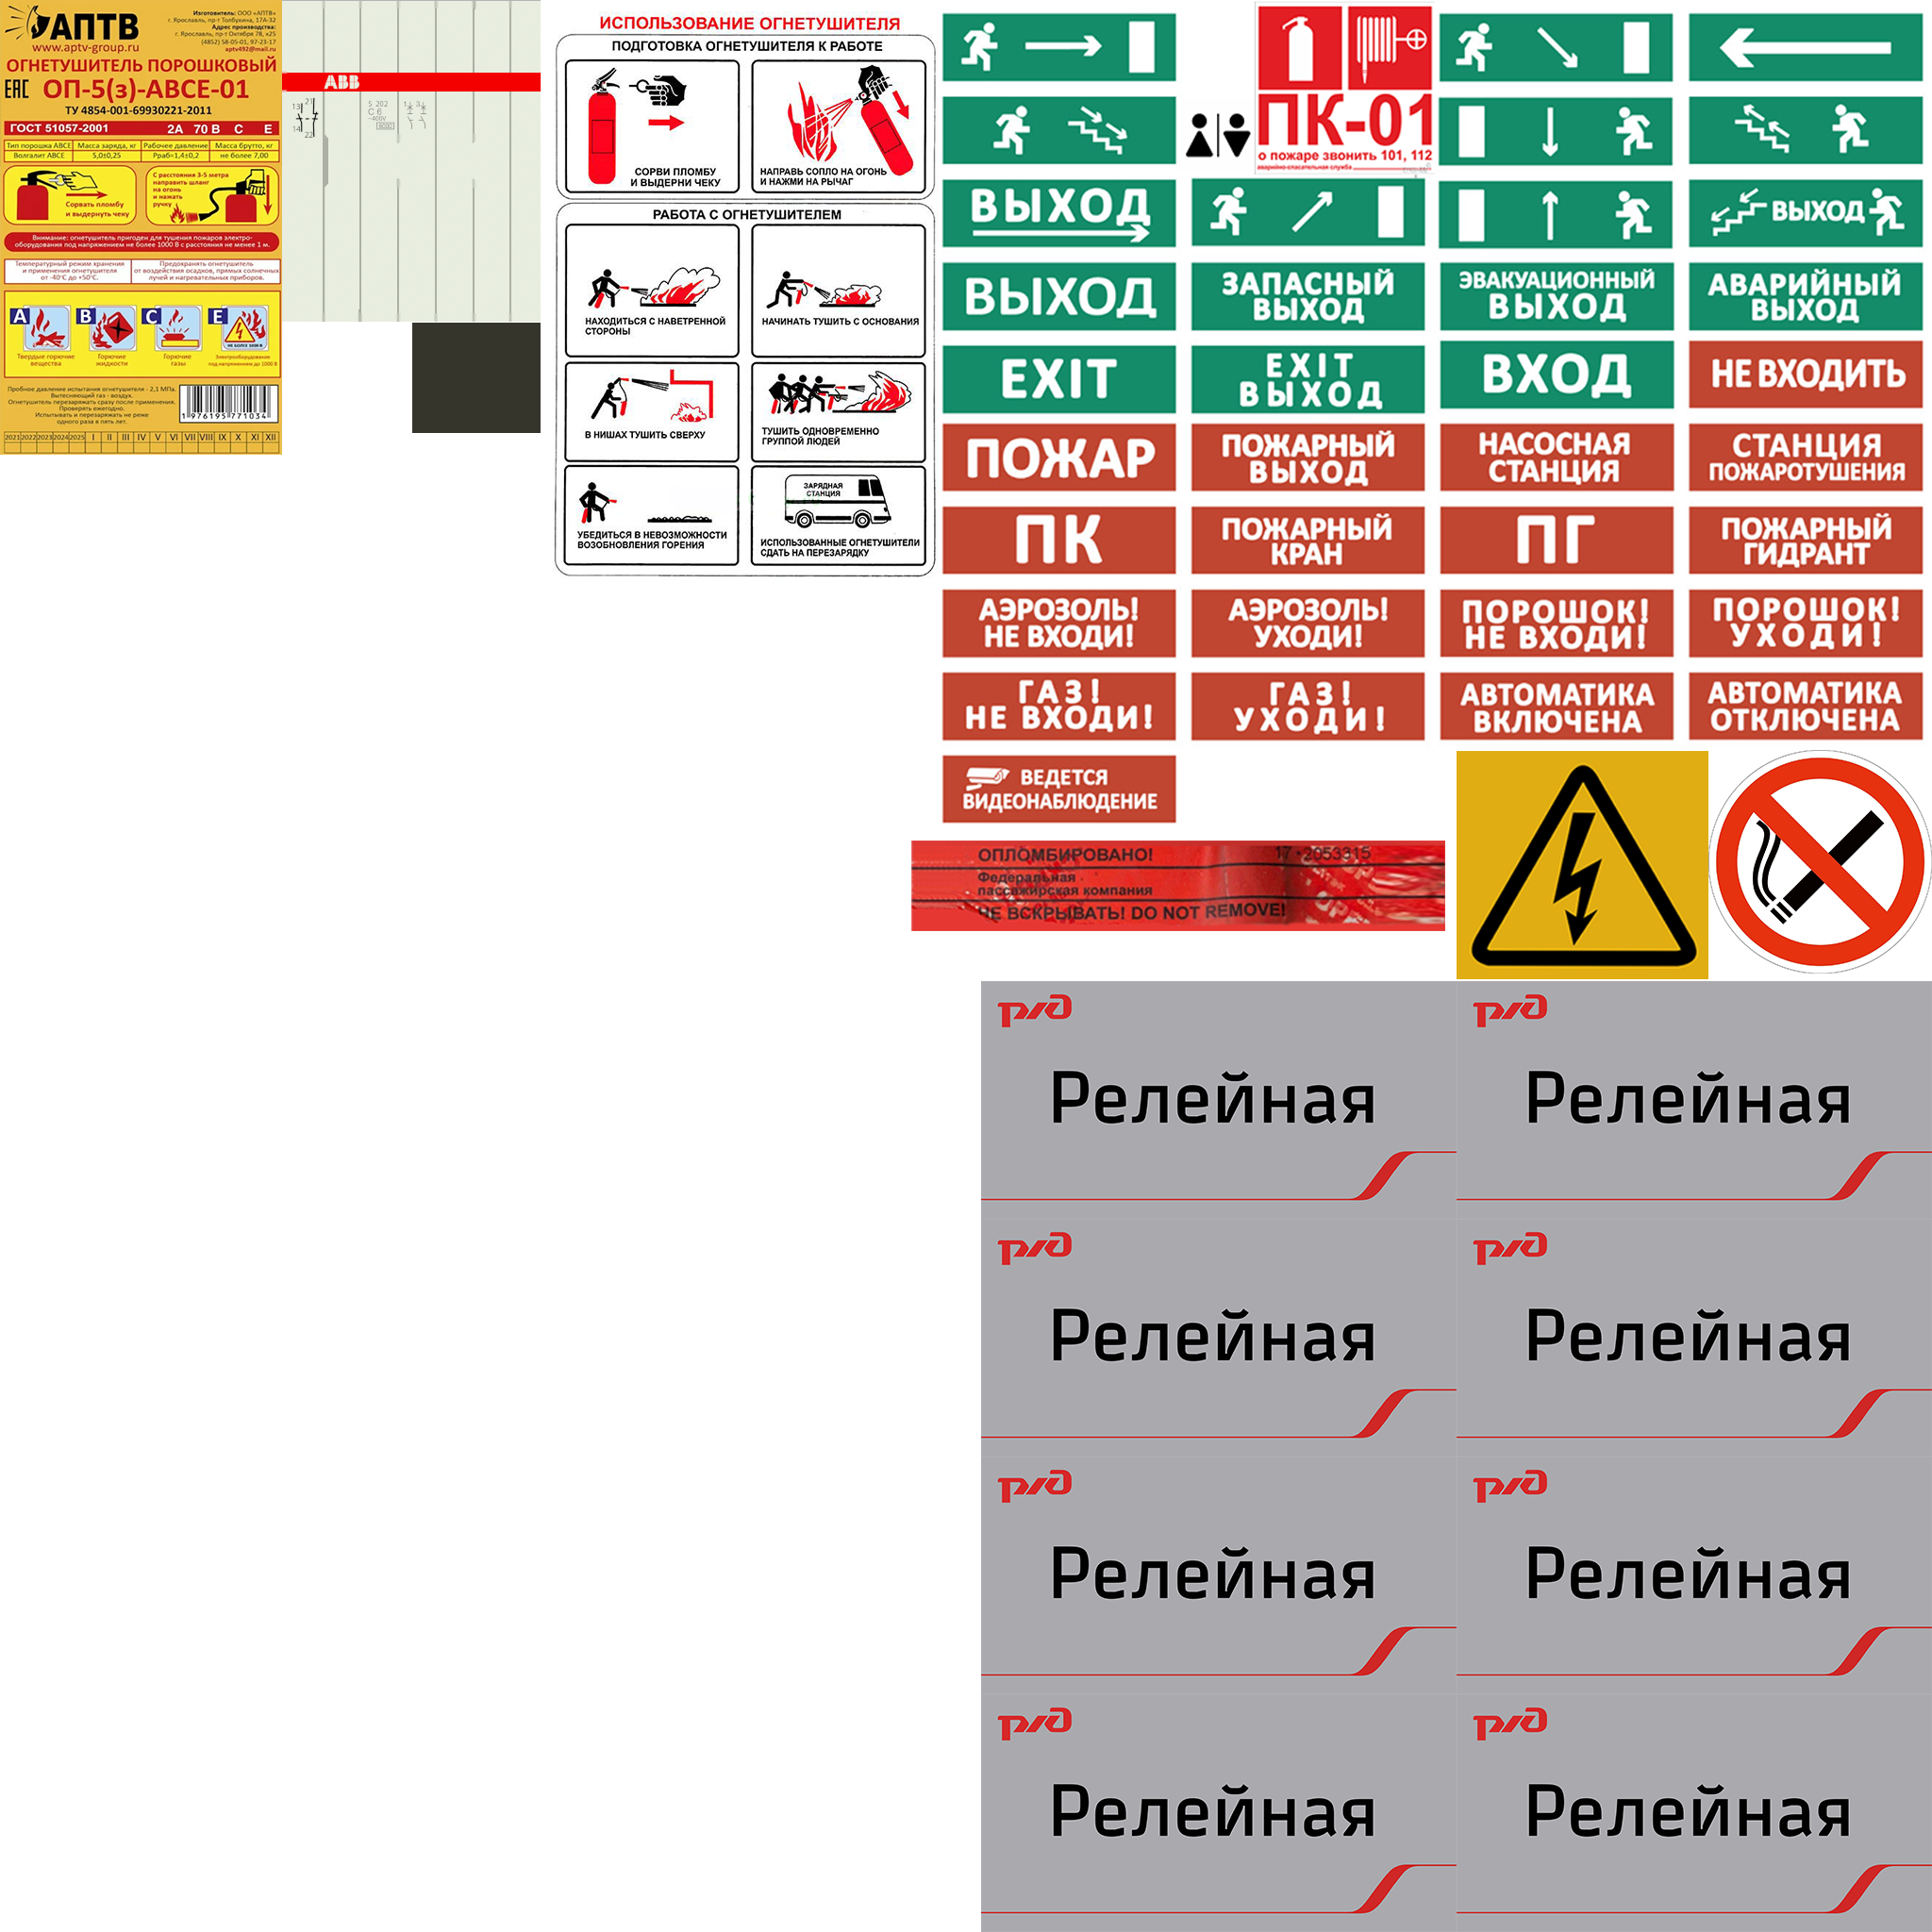 АПТВ
www.aptv-group.ru
Изготовитель: ООО «АПТВ»
г. Ярославль, пр-т Толбухина, 17А-32
Адрес производства:
г. Ярославль, пр-т Октября 78, к25
(4852) 58-05-01, 97-23-17
aptv492@mail.ru
ОГНЕТУШИТЕЛЬ ПОРОШКОВЫЙ
ЕАС ОП-5(з)-АВСЕ-01
ТУ 4854-001-69930221-2011
ГОСТ 51057-2001 2А 70 В С Е
Тип порошка АВСЕ Масса заряда, кг Рабочее давление Масса брутто, кг
Волгалит АВСЕ 5,0±0,25 Рраб=1,4±0,2 не более 7,00
Сорвать пломбу
и выдернуть чеку
С расстояния 3-5 метра
направить шланг
на огонь
и нажать
ручку
Внимание: огнетушитель пригоден для тушения пожаров электро-
оборудования под напряжением не более 1000 В с расстояния не менее 1 м.
Температурный режим хранения
и применения огнетушителя
от -40°С до +50°С.
Предохранять огнетушитель
от воздействия осадков, прямых солнечных
лучей и нагревательных приборов.
A B C E
Твердые горючие
вещества
Горючие
жидкости
Горючие
газы
Электрооборудование
под напряжением до 1000 В
Пробное давление испытания огнетушителя - 2,1 МПа.
Вытесняющий газ - воздух.
Огнетушитель перезаряжать сразу после применения.
Проверять ежегодно.
Испытывать и перезаряжать не реже
одного раза в пять лет.
1 976195 771034
2021 2022 2023 2024 2025 I II III IV V VI VII VIII IX X XI XII
ABB
13 21
14 22
S 202
C 6
~400V
6000
1 3
ИСПОЛЬЗОВАНИЕ ОГНЕТУШИТЕЛЯ
ПОДГОТОВКА ОГНЕТУШИТЕЛЯ К РАБОТЕ
СОРВИ ПЛОМБУ
И ВЫДЕРНИ ЧЕКУ
НАПРАВЬ СОПЛО НА ОГОНЬ
И НАЖМИ НА РЫЧАГ
РАБОТА С ОГНЕТУШИТЕЛЕМ
НАХОДИТЬСЯ С НАВЕТРЕННОЙ
СТОРОНЫ
НАЧИНАТЬ ТУШИТЬ С ОСНОВАНИЯ
В НИШАХ ТУШИТЬ СВЕРХУ
ТУШИТЬ ОДНОВРЕМЕННО
ГРУППОЙ ЛЮДЕЙ
УБЕДИТЬСЯ В НЕВОЗМОЖНОСТИ
ВОЗОБНОВЛЕНИЯ ГОРЕНИЯ
ЗАРЯДНАЯ
СТАНЦИЯ
ИСПОЛЬЗОВАННЫЕ ОГНЕТУШИТЕЛИ
СДАТЬ НА ПЕРЕЗАРЯДКУ
ПК-01
о пожаре звонить 101, 112
аварийно-спасательная служба
ВЫХОД
ВЫХОД
ВЫХОД
ЗАПАСНЫЙ
ВЫХОД
ЭВАКУАЦИОННЫЙ
ВЫХОД
АВАРИЙНЫЙ
ВЫХОД
EXIT
EXIT
ВЫХОД
ВХОД
НЕ ВХОДИТЬ
ПОЖАР
ПОЖАРНЫЙ
ВЫХОД
НАСОСНАЯ
СТАНЦИЯ
СТАНЦИЯ
ПОЖАРОТУШЕНИЯ
ПК
ПОЖАРНЫЙ
КРАН
ПГ
ПОЖАРНЫЙ
ГИДРАНТ
АЭРОЗОЛЬ!
НЕ ВХОДИ!
АЭРОЗОЛЬ!
УХОДИ!
ПОРОШОК!
НЕ ВХОДИ!
ПОРОШОК!
УХОДИ!
ГАЗ!
НЕ ВХОДИ!
ГАЗ!
УХОДИ!
АВТОМАТИКА
ВКЛЮЧЕНА
АВТОМАТИКА
ОТКЛЮЧЕНА
ВЕДЕТСЯ
ВИДЕОНАБЛЮДЕНИЕ
ОПЛОМБИРОВАНО! 17 2053315
Федеральная
пассажирская компания
НЕ ВСКРЫВАТЬ! DO NOT REMOVE!
ржд
Релейная
ржд
Релейная
ржд
Релейная
ржд
Релейная
ржд
Релейная
ржд
Релейная
ржд
Релейная
ржд
Релейная